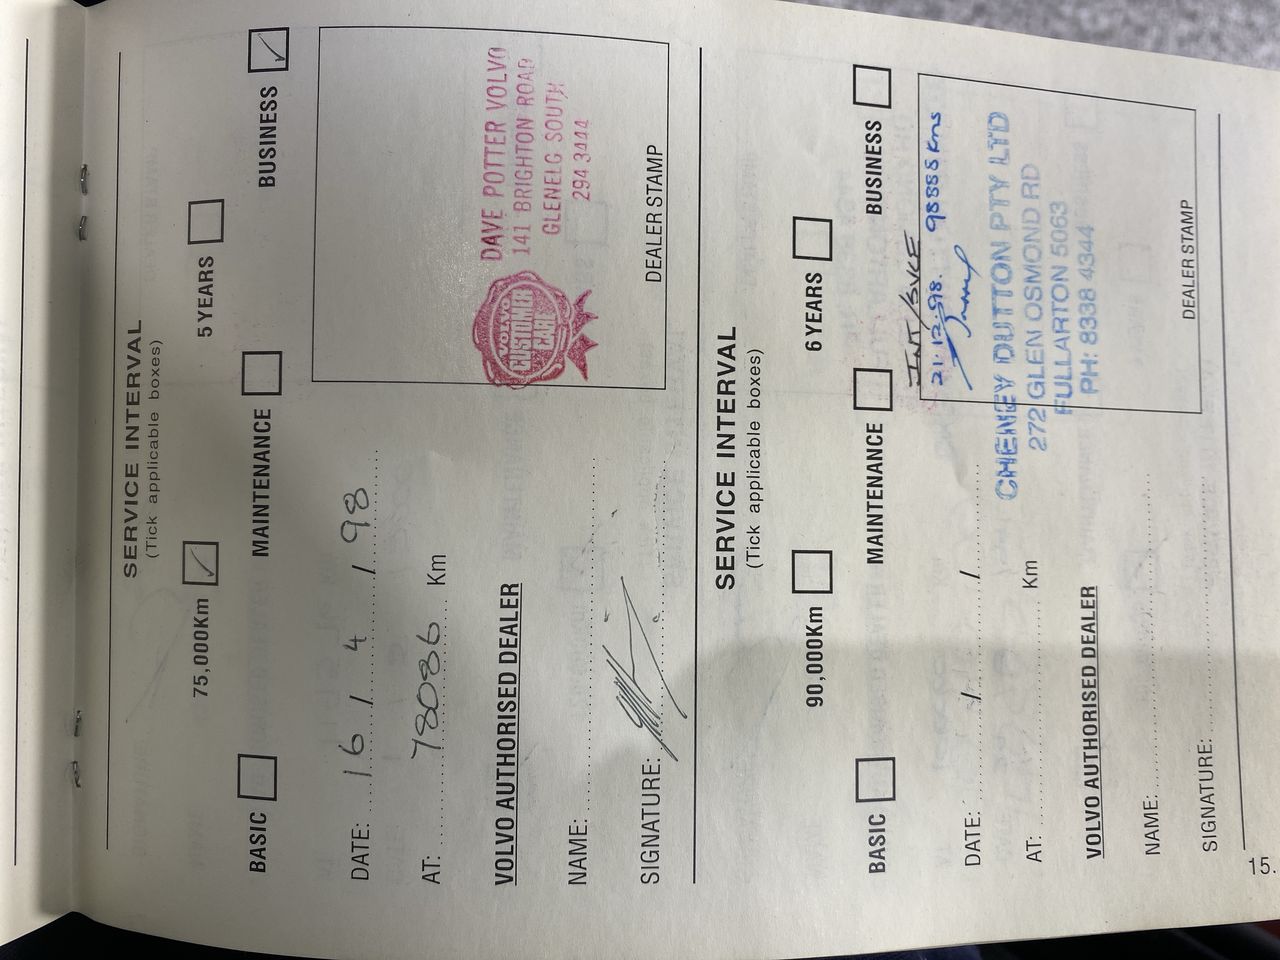 SERVICE INTERVAL
(Tick applicable boxes)
75,000Km ✓ 5 YEARS
BASIC MAINTENANCE BUSINESS ✓
DATE: 16 / 4 / 98
AT: 78086 Km
VOLVO AUTHORISED DEALER
NAME:
SIGNATURE:
VOLVO
CUSTOMER
CARE
DAVE POTTER VOLVO
141 BRIGHTON ROAD
GLENELG SOUTH
294 3444
DEALER STAMP
SERVICE INTERVAL
(Tick applicable boxes)
90,000Km 6 YEARS
BASIC MAINTENANCE BUSINESS
DATE: / /
AT: Km
VOLVO AUTHORISED DEALER
NAME:
SIGNATURE:
INT/SVCE
21.12.98. 98888 Kms
CHENEY DUTTON PTY LTD
272 GLEN OSMOND RD
FULLARTON 5063
PH: 8338 4344
DEALER STAMP
15.